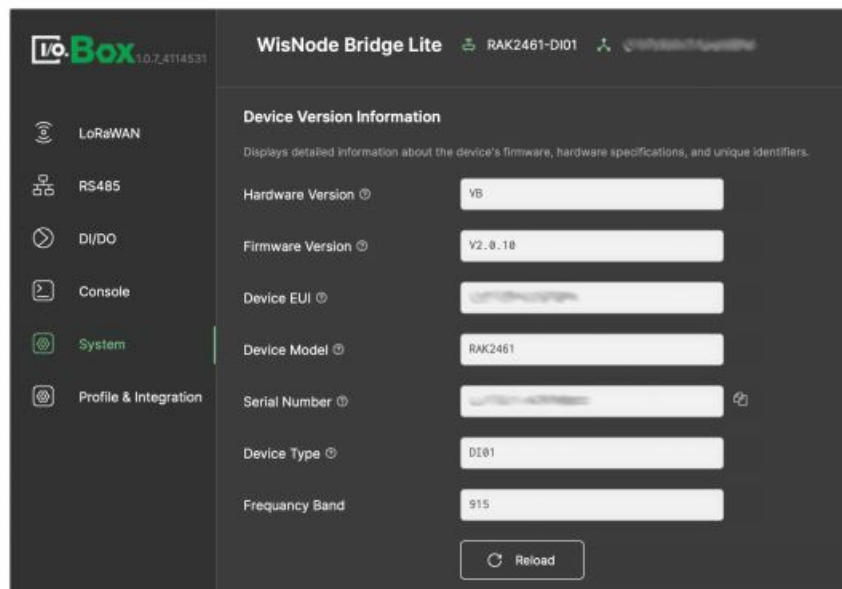 I/O.Box 1.0.7_4114531
WisNode Bridge Lite RAK2461-DI01
LoRaWAN
RS485
DI/DO
Console
System
Profile & Integration
Device Version Information
Displays detailed information about the device's firmware, hardware specifications, and unique identifiers.
Hardware Version VB
Firmware Version V2.0.10
Device EUI
Device Model RAK2461
Serial Number
Device Type DI01
Frequancy Band 915
Reload